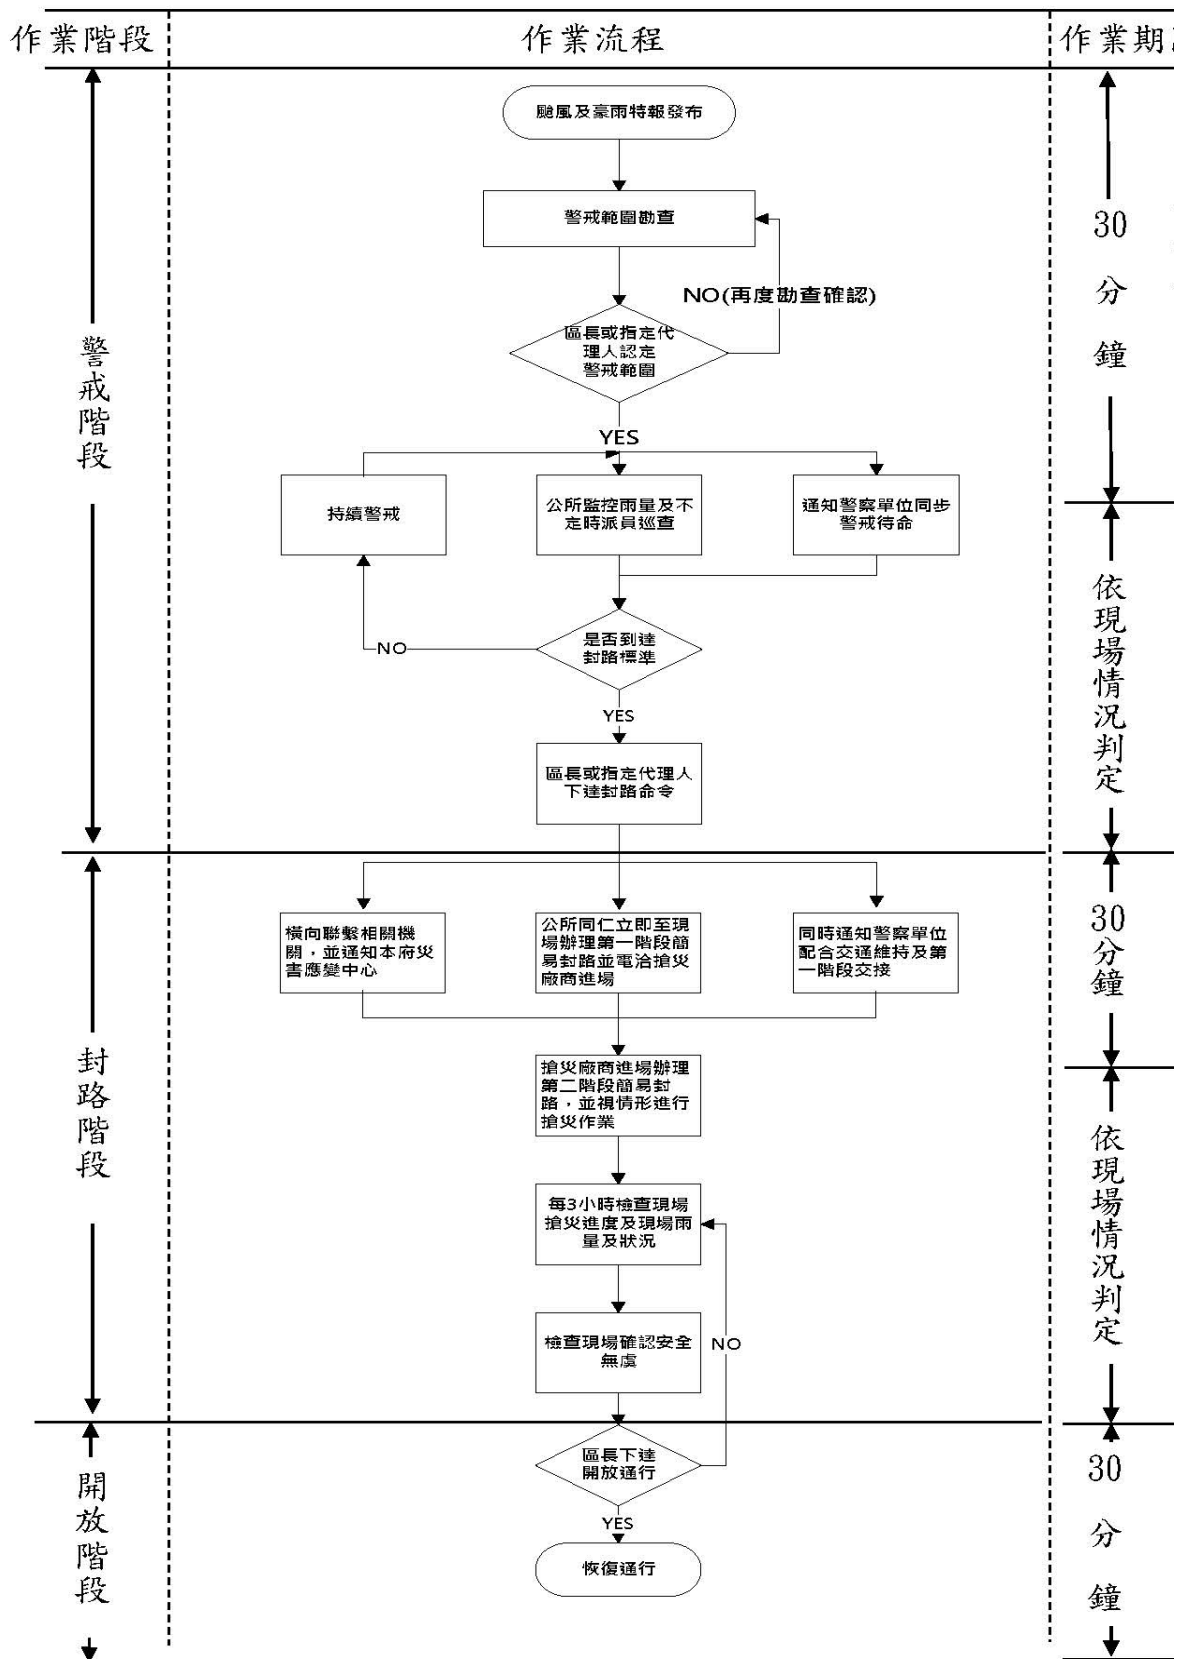 作業階段
作業流程
作業期
颱風及豪雨特報發布
警戒範圍勘查
NO(再度勘查確認)
區長或指定代
理人認定
警戒範圍
YES
持續警戒
公所監控雨量及不
定時派員巡查
通知警察單位同步
警戒待命
是否到達
封路標準
NO
YES
區長或指定代理人
下達封路命令
警戒階段
30
分
鐘
依現場情況判定
橫向聯繫相關機
關，並通知本府災
害應變中心
公所同仁立即至現
場辦理第一階段簡
易封路並電洽搶災
廠商進場
同時通知警察單位
配合交通維持及第
一階段交接
搶災廠商進場辦理
第二階段簡易封
路，並視情形進行
搶災作業
每3小時檢查現場
搶災進度及現場雨
量及狀況
檢查現場確認安全
無虞
NO
封路階段
30分鐘
依現場情況判定
區長下達
開放通行
YES
恢復通行
開放階段
30
分
鐘